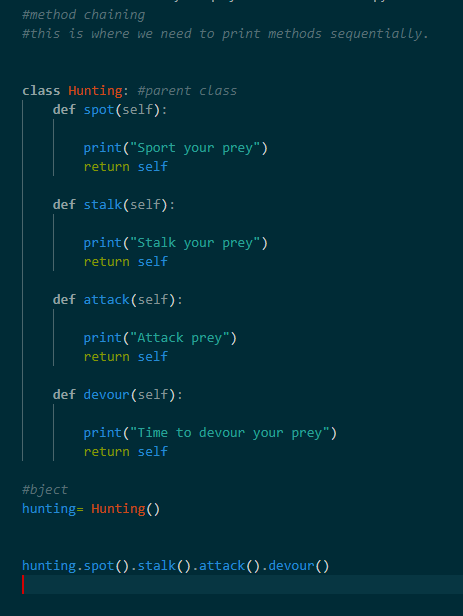 #method chaining
#this is where we need to print methods sequentially.
class Hunting: #parent class
    def spot(self):
        print("Sport your prey")
        return self
    def stalk(self):
        print("Stalk your prey")
        return self
    def attack(self):
        print("Attack prey")
        return self
    def devour(self):
        print("Time to devour your prey")
        return self
#bject
hunting= Hunting()
hunting.spot().stalk().attack().devour()